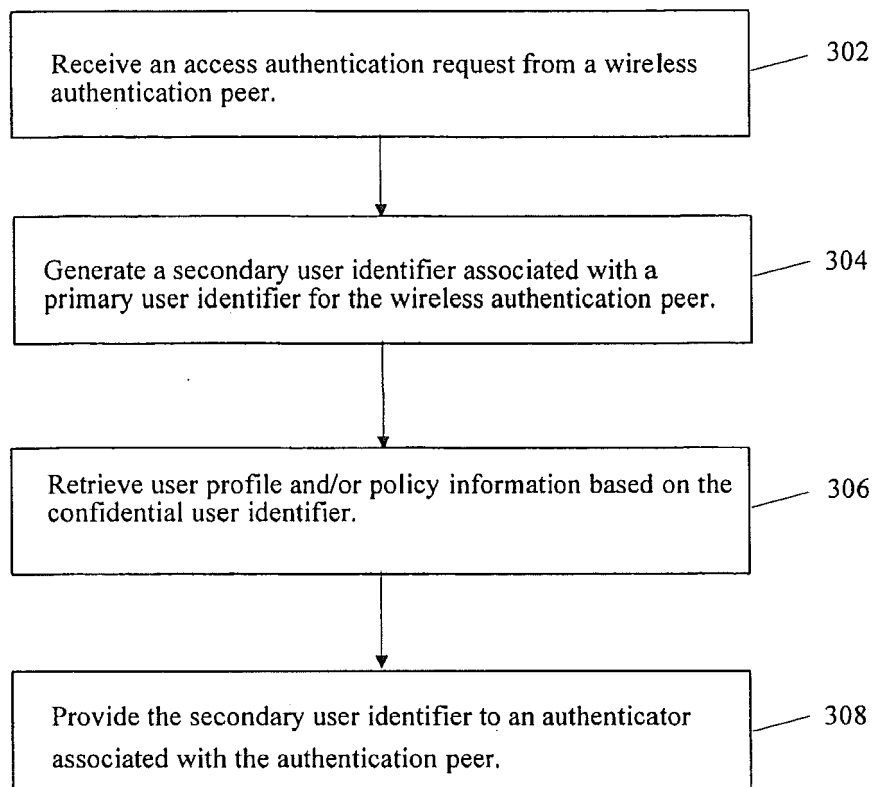 Receive an access authentication request from a wireless
authentication peer.
302
Generate a secondary user identifier associated with a
primary user identifier for the wireless authentication peer.
304
Retrieve user profile and/or policy information based on the
confidential user identifier.
306
Provide the secondary user identifier to an authenticator
associated with the authentication peer.
308